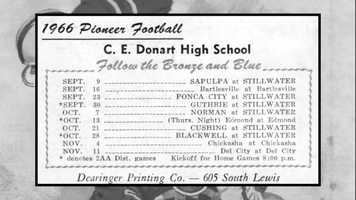 1966 Pioneer Football
C. E. Donart High School
Follow the Bronze and Blue
SEPT. 9 SAPULPA at STILLWATER
SEPT. 16 Bartlesville at Bartlesville
SEPT. 23 PONCA CITY at STILLWATER
*SEPT. 30 GUTHRIE at STILLWATER
OCT. 7 NORMAN at STILLWATER
*OCT. 13 (Thurs. Night) Edmond at Edmond
OCT. 21 CUSHING at STILLWATER
*OCT. 28 BLACKWELL at STILLWATER
NOV. 4 Chickasha at Chickasha
NOV. 11 Del City at Del City
* denotes 2AA Dist. games Kickoff for Home Games 8:00 p.m.
Dearinger Printing Co. — 605 South Lewis